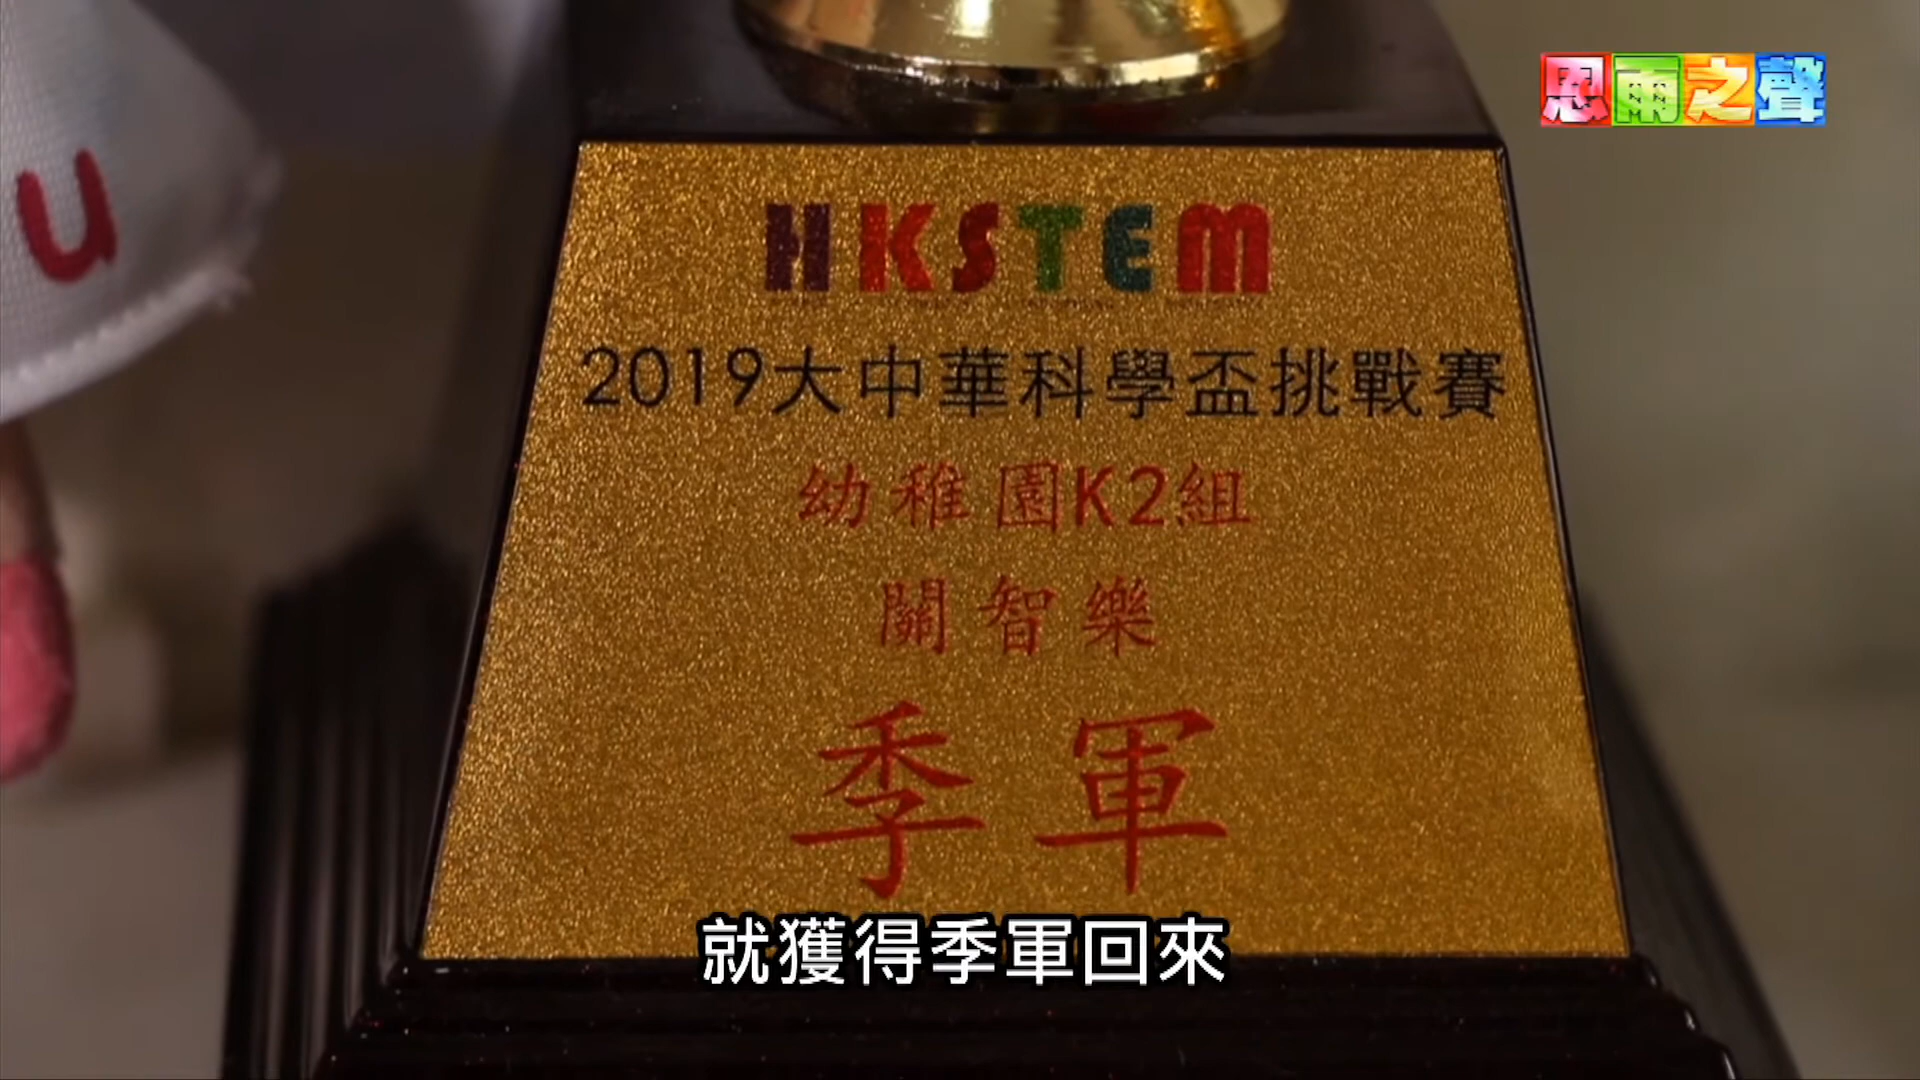 恩雨之聲
u
HKSTEM
2019大中華科學盃挑戰賽
幼稚園K2組
關智樂
季軍
就獲得季軍回來